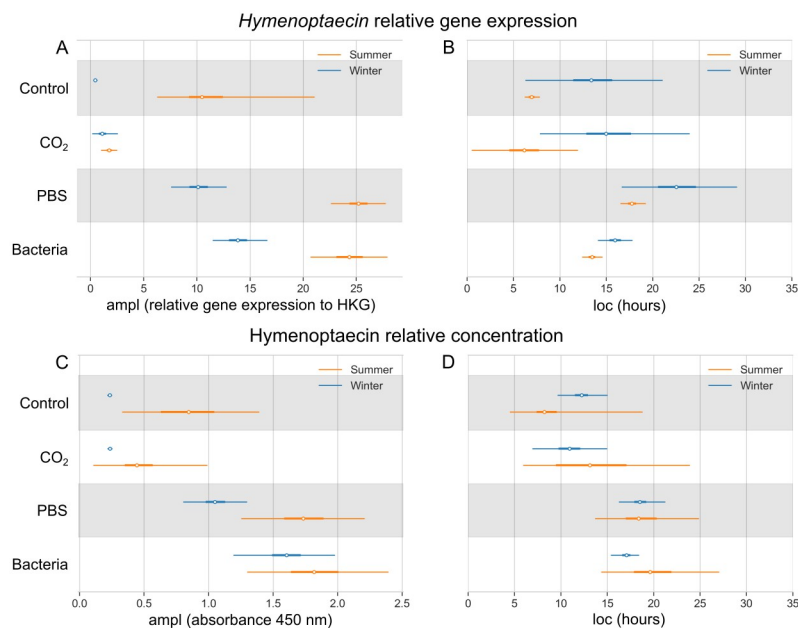 Hymenoptaecin relative gene expression
A
Summer
Winter
Control
CO₂
PBS
Bacteria
0 5 10 15 20 25
ampl (relative gene expression to HKG)
B
Summer
Winter
0 5 10 15 20 25 30 35
loc (hours)
Hymenoptaecin relative concentration
C
Summer
Winter
Control
CO₂
PBS
Bacteria
0.0 0.5 1.0 1.5 2.0 2.5
ampl (absorbance 450 nm)
D
Summer
Winter
0 5 10 15 20 25 30 35
loc (hours)